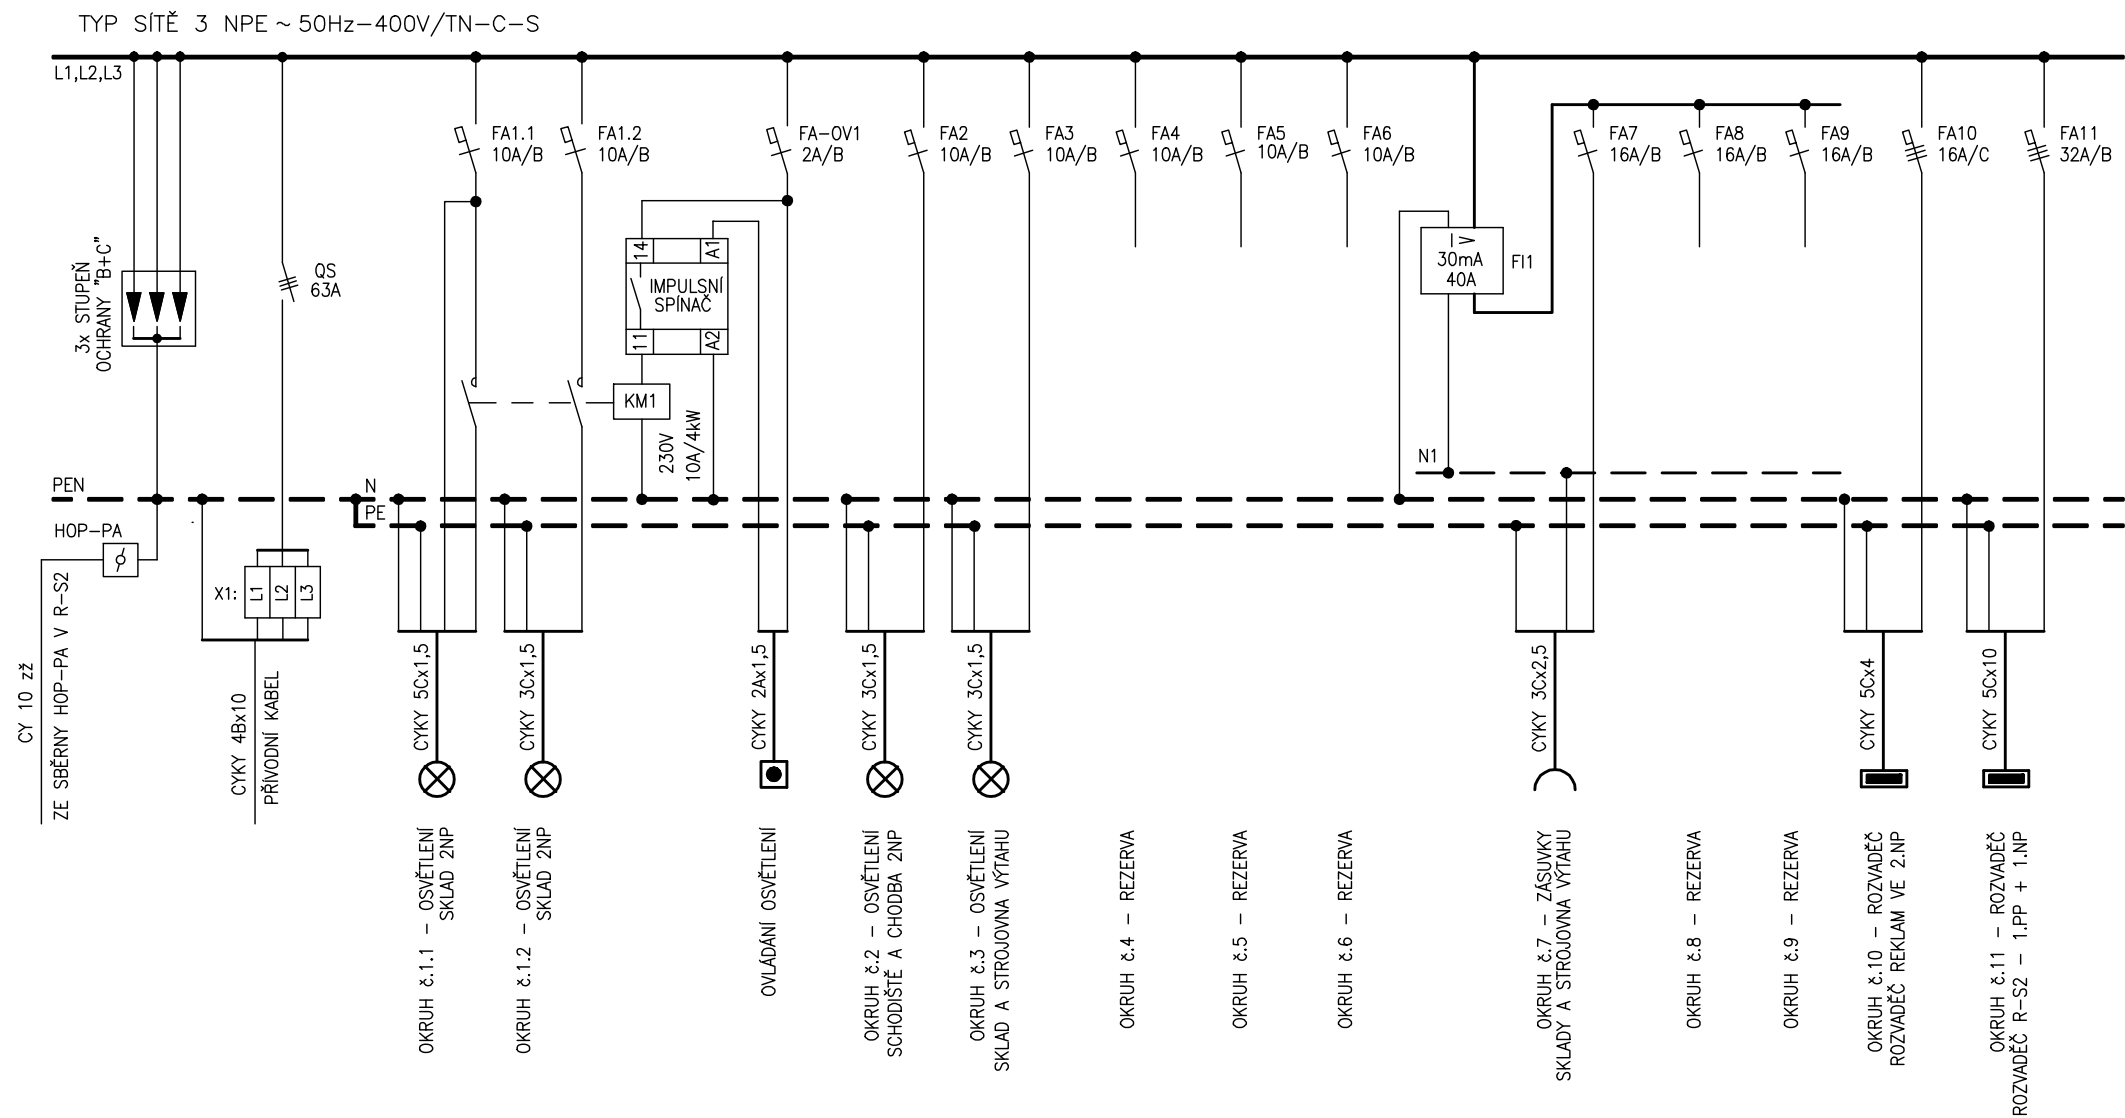 TYP SÍTĚ 3 NPE ~ 50Hz-400V/TN-C-S
L1,L2,L3
FA1.1
10A/B
FA1.2
10A/B
FA-OV1
2A/B
FA2
10A/B
FA3
10A/B
FA4
10A/B
FA5
10A/B
FA6
10A/B
FA7
16A/B
FA8
16A/B
FA9
16A/B
FA10
16A/C
FA11
32A/B
3x STUPEŇ
OCHRANY "B+C"
QS
63A
14
A1
IMPULSNÍ
SPÍNAČ
11
A2
KM1
230V
10A/4kW
I >
30mA
40A
FI1
N1
PEN
N
PE
HOP-PA
X1:
L1
L2
L3
CY 10 zž
ZE SBĚRNY HOP-PA V R-S2
CYKY 4Bx10
PŘÍVODNÍ KABEL
CYKY 5Cx1,5
CYKY 3Cx1,5
CYKY 2Ax1,5
CYKY 3Cx1,5
CYKY 3Cx1,5
CYKY 3Cx2,5
CYKY 5Cx4
CYKY 5Cx10
OKRUH č.1.1 - OSVĚTLENÍ
SKLAD 2NP
OKRUH č.1.2 - OSVĚTLENÍ
SKLAD 2NP
OVLÁDÁNÍ OSVĚTLENÍ
OKRUH č.2 - OSVĚTLENÍ
SCHODIŠTĚ A CHODBA 2NP
OKRUH č.3 - OSVĚTLENÍ
SKLAD A STROJOVNA VÝTAHU
OKRUH č.4 - REZERVA
OKRUH č.5 - REZERVA
OKRUH č.6 - REZERVA
OKRUH č.7 - ZÁSUVKY
SKLADY A STROJOVNA VÝTAHU
OKRUH č.8 - REZERVA
OKRUH č.9 - REZERVA
OKRUH č.10 - ROZVADĚČ
ROZVADĚČ REKLAM VE 2.NP
OKRUH č.11 - ROZVADĚČ
ROZVADĚČ R-S2 - 1.PP + 1.NP